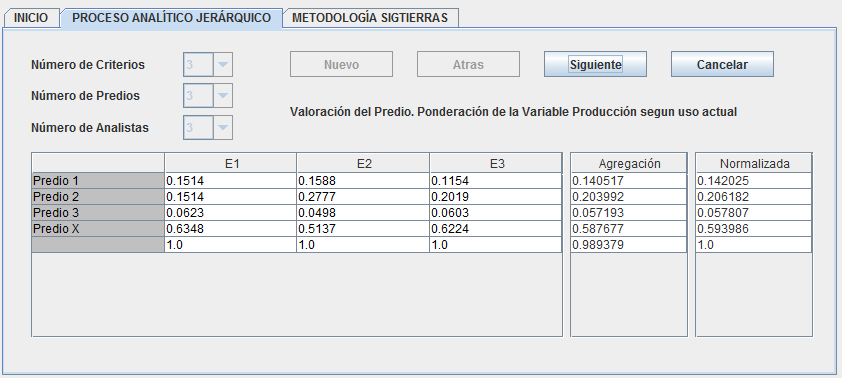 INICIO PROCESO ANALÍTICO JERÁRQUICO METODOLOGÍA SIGTIERRAS
Número de Criterios 3 Nuevo Atras Siguiente Cancelar
Número de Predios 3
Valoración del Predio. Ponderación de la Variable Producción segun uso actual
Número de Analistas 3
E1 E2 E3 Agregación Normalizada
Predio 1 0.1514 0.1588 0.1154 0.140517 0.142025
Predio 2 0.1514 0.2777 0.2019 0.203992 0.206182
Predio 3 0.0623 0.0498 0.0603 0.057193 0.057807
Predio X 0.6348 0.5137 0.6224 0.587677 0.593986
1.0 1.0 1.0 0.989379 1.0